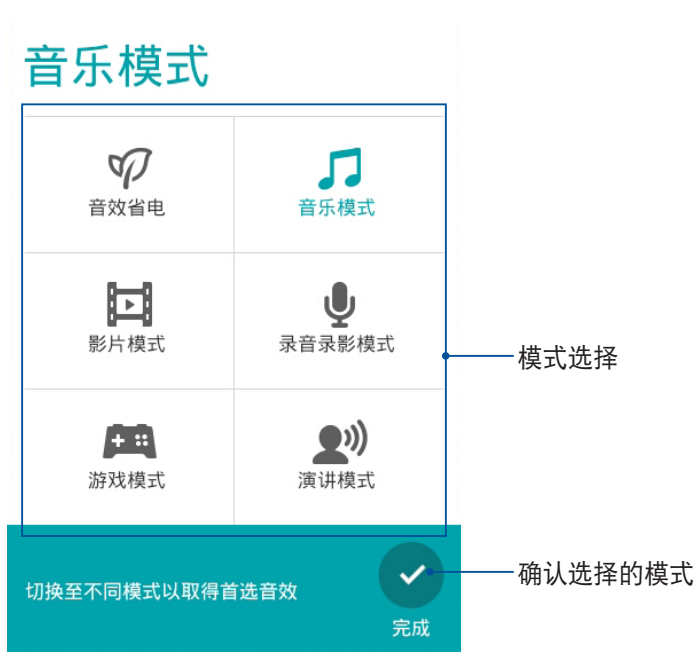 音乐模式
音效省电
音乐模式
影片模式
录音录影模式
模式选择
游戏模式
演讲模式
切换至不同模式以取得首选音效
确认选择的模式
完成